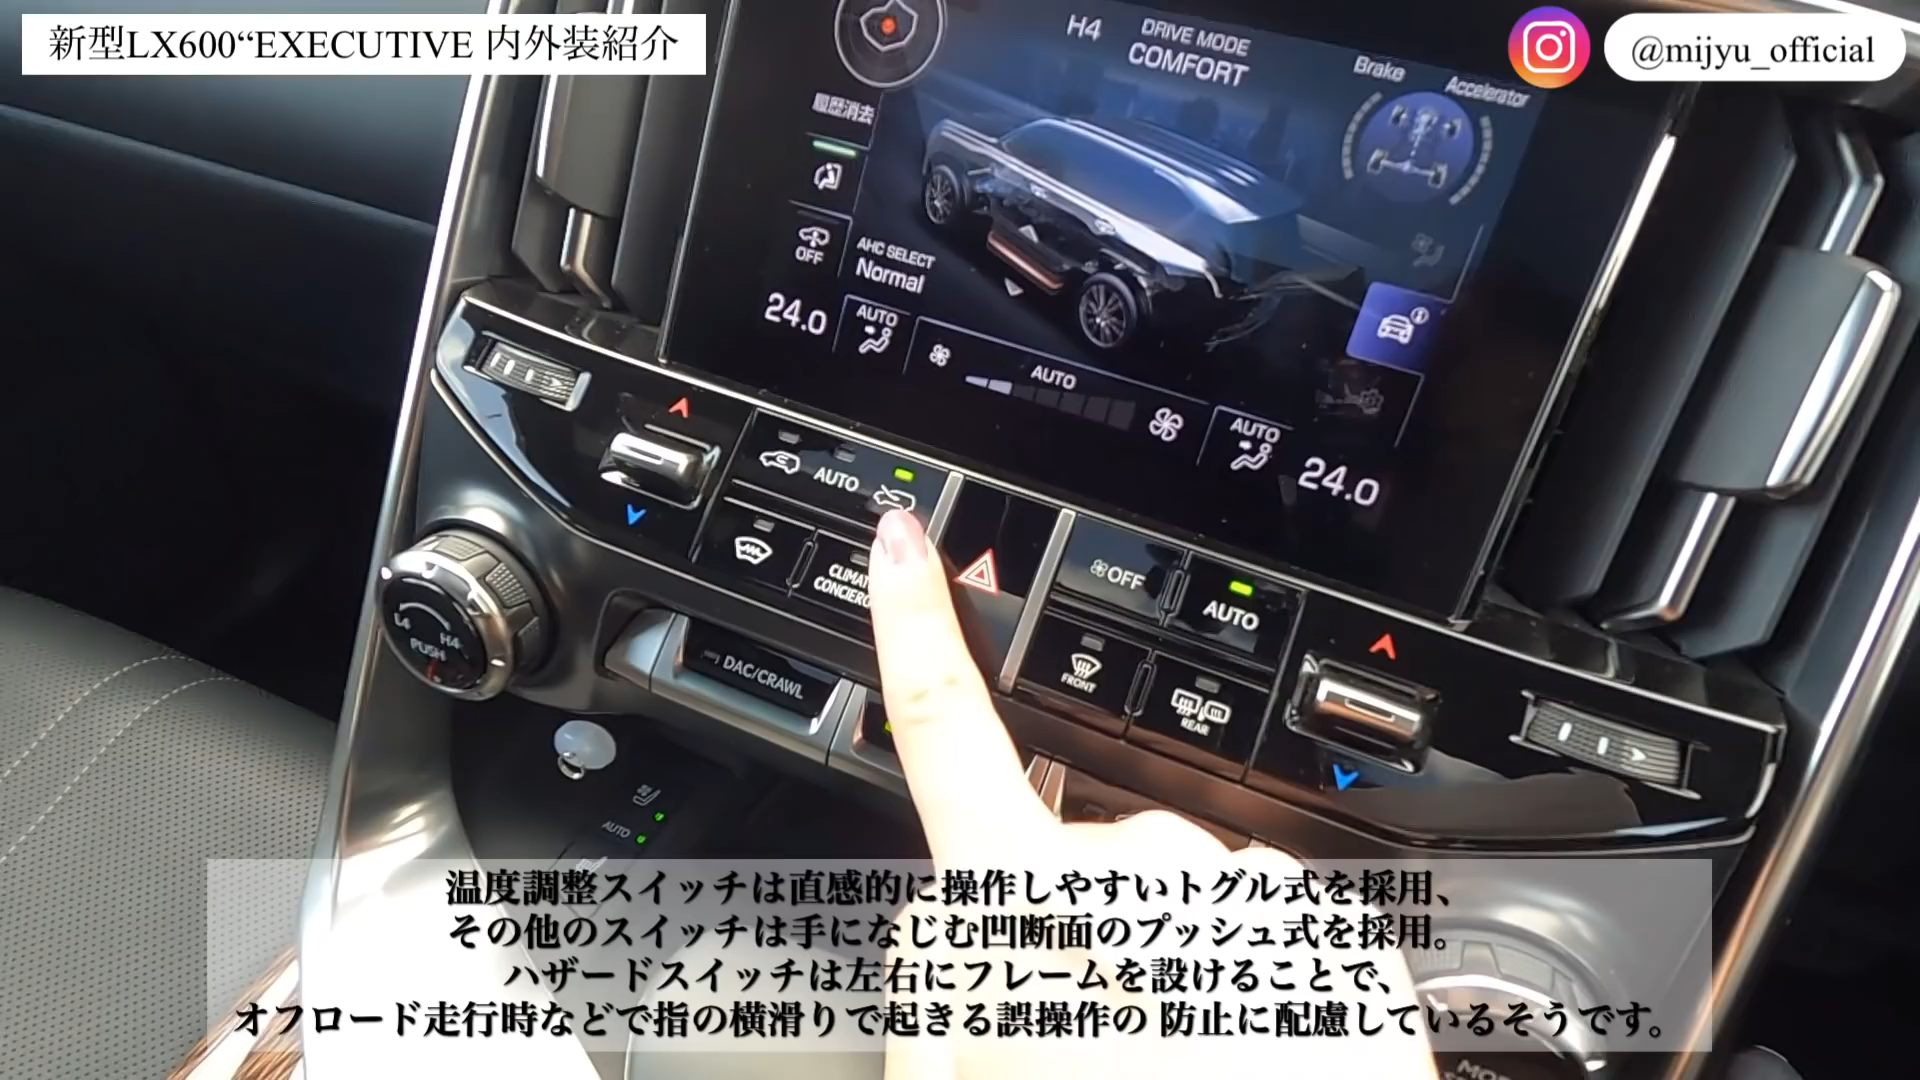 新型LX600“EXECUTIVE 内外装紹介
@mijyu_official
H4
DRIVE MODE
COMFORT
Brake
Accelerator
履歴消去
OFF
AHC SELECT
Normal
24.0
AUTO
AUTO
AUTO
24.0
AUTO
OFF
AUTO
FRONT
REAR
L4
H4
PUSH
DAC/CRAWL
AUTO
温度調整スイッチは直感的に操作しやすいトグル式を採用、
その他のスイッチは手になじむ凹断面のプッシュ式を採用。
ハザードスイッチは左右にフレームを設けることで、
オフロード走行時などで指の横滑りで起きる誤操作の 防止に配慮しているそうです。